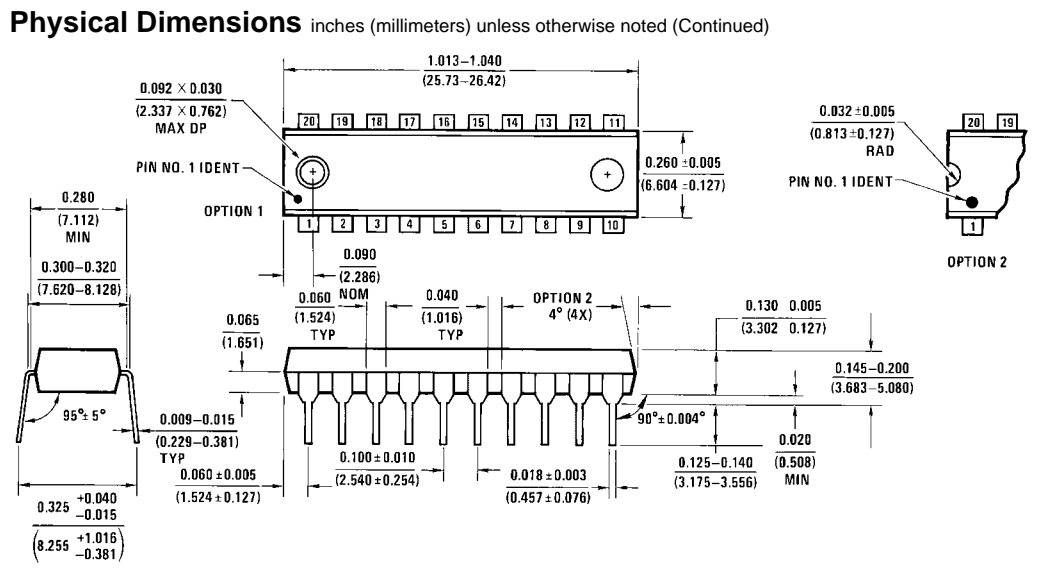 Physical Dimensions inches (millimeters) unless otherwise noted (Continued)
1.013–1.040
(25.73–26.42)
0.092 × 0.030
(2.337 × 0.762)
MAX DP
20 19 18 17 16 15 14 13 12 11
PIN NO. 1 IDENT
OPTION 1
1 2 3 4 5 6 7 8 9 10
0.260 ±0.005
(6.604 ±0.127)
0.032 ±0.005
(0.813±0.127)
RAD
20 19
PIN NO. 1 IDENT
1
OPTION 2
0.280
(7.112)
MIN
0.300–0.320
(7.620–8.128)
0.090
(2.286)
NOM
0.060
(1.524)
TYP
0.040
(1.016)
TYP
OPTION 2
4° (4X)
0.130 0.005
(3.302 0.127)
0.065
(1.651)
0.145–0.200
(3.683–5.080)
95°± 5°
0.009–0.015
(0.229–0.381)
TYP
90°±0.004°
0.020
(0.508)
MIN
0.100 ±0.010
(2.540 ±0.254)
0.018 ±0.003
(0.457 ±0.076)
0.125–0.140
(3.175–3.556)
0.060 ±0.005
(1.524 ±0.127)
0.325 +0.040
−0.015
(8.255 +1.016
−0.381)